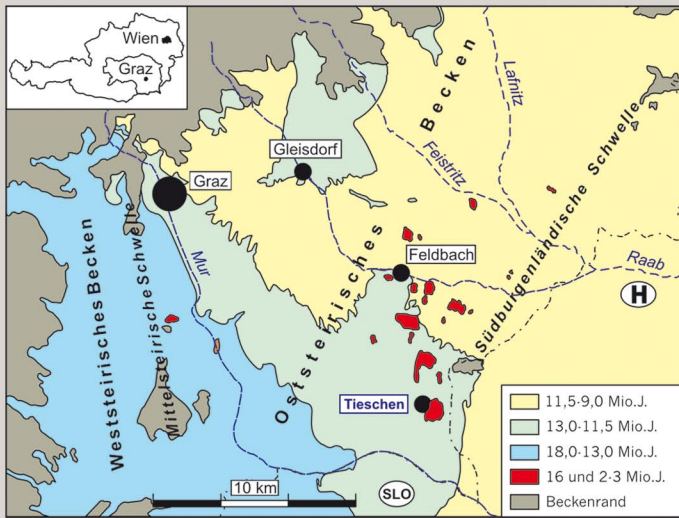 Wien
Graz
Becken
Lafnitz
Gleisdorf
Feistritz
Graz
Südburgenländische Schwelle
Weststeirisches Becken
Mittelsteirische Schwelle
Mur
Oststeirisches
Feldbach
Raab
H
Tieschen
11,5-9,0 Mio.J.
13,0-11,5 Mio.J.
18,0-13,0 Mio.J.
16 und 2-3 Mio.J.
Beckenrand
10 km
SLO